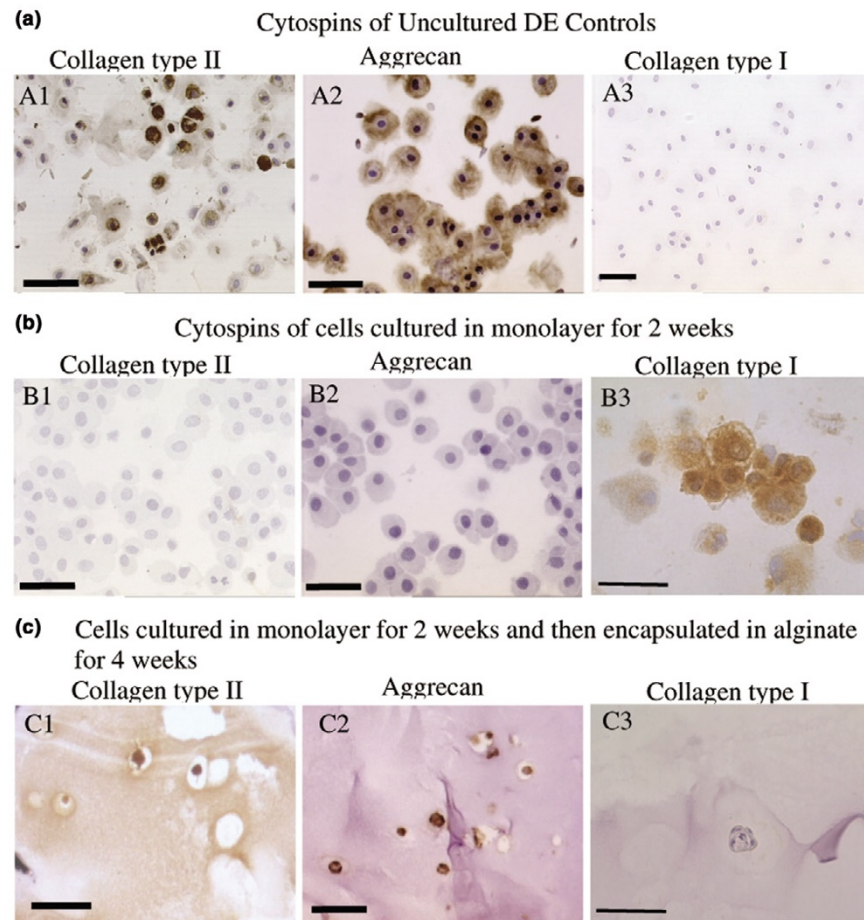 (a) Cytospins of Uncultured DE Controls
Collagen type II Aggrecan Collagen type I
A1 A2 A3
(b) Cytospins of cells cultured in monolayer for 2 weeks
Collagen type II Aggrecan Collagen type I
B1 B2 B3
(c) Cells cultured in monolayer for 2 weeks and then encapsulated in alginate
for 4 weeks
Collagen type II Aggrecan Collagen type I
C1 C2 C3